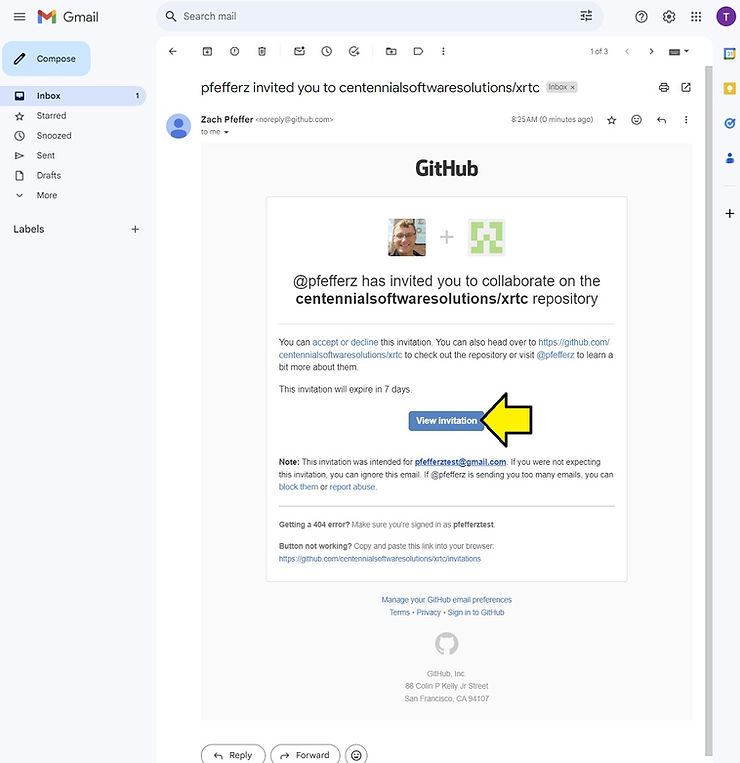 Gmail
Search mail
T
Compose
Inbox 1
Starred
Snoozed
Sent
Drafts
More
Labels
1 of 3
31
pfefferz invited you to centennialsoftwaresolutions/xrtc Inbox ×
Zach Pfeffer <noreply@github.com> 8:25 AM (0 minutes ago)
to me
GitHub
@pfefferz has invited you to collaborate on the
centennialsoftwaresolutions/xrtc repository
You can accept or decline this invitation. You can also head over to https://github.com/
centennialsoftwaresolutions/xrtc to check out the repository or visit @pfefferz to learn a
bit more about them.
This invitation will expire in 7 days.
View invitation
Note: This invitation was intended for pfefferztest@gmail.com. If you were not expecting
this invitation, you can ignore this email. If @pfefferz is sending you too many emails, you can
block them or report abuse.
Getting a 404 error? Make sure you're signed in as pfefferztest.
Button not working? Copy and paste this link into your browser:
https://github.com/centennialsoftwaresolutions/xrtc/invitations
Manage your GitHub email preferences
Terms • Privacy • Sign in to GitHub
GitHub, Inc.
88 Colin P Kelly Jr Street
San Francisco, CA 94107
Reply
Forward